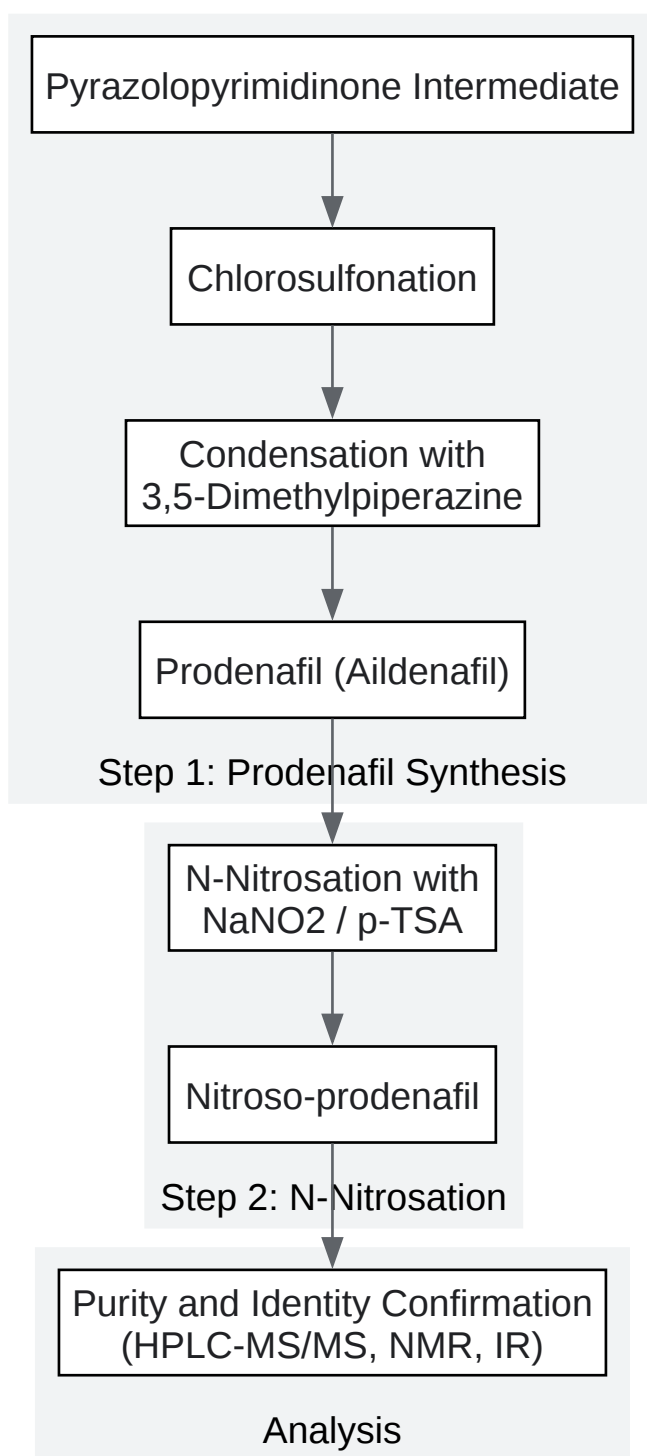 Pyrazolopyrimidinone Intermediate
Chlorosulfonation
Condensation with
3,5-Dimethylpiperazine
Prodenafil (Aildenafil)
Step 1: Prodenafil Synthesis
N-Nitrosation with
NaNO2 / p-TSA
Nitroso-prodenafil
Step 2: N-Nitrosation
Purity and Identity Confirmation
(HPLC-MS/MS, NMR, IR)
Analysis